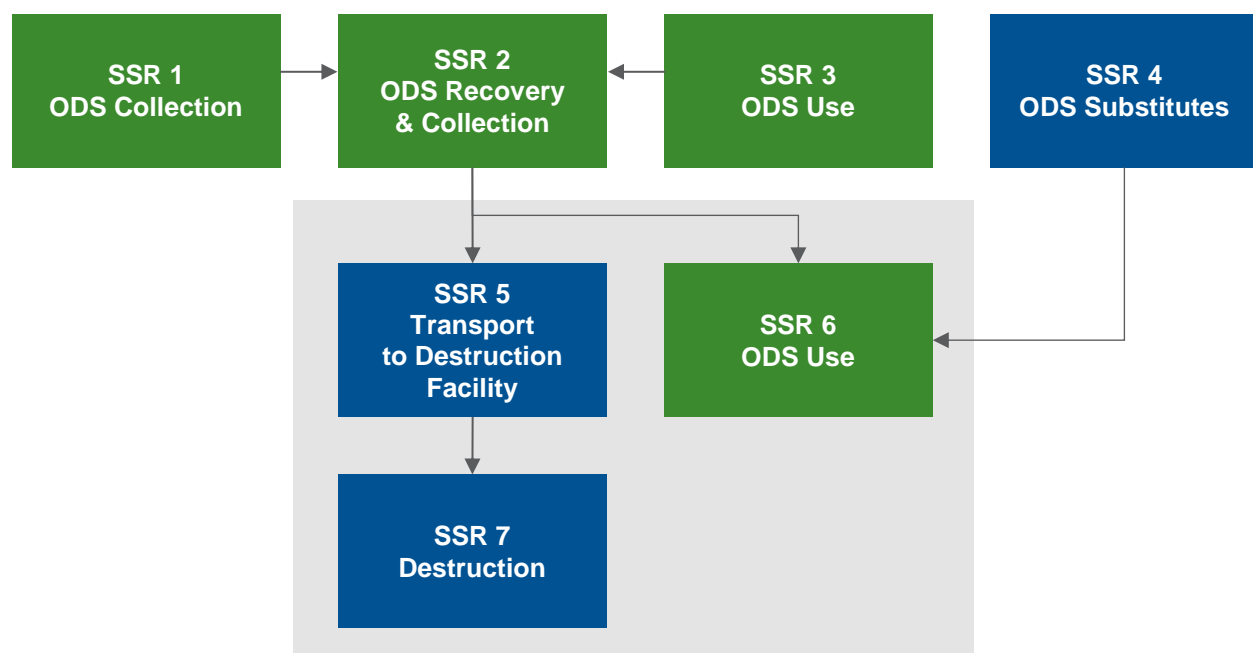 SSR 1
ODS Collection
SSR 2
ODS Recovery
& Collection
SSR 3
ODS Use
SSR 4
ODS Substitutes
SSR 5
Transport
to Destruction
Facility
SSR 6
ODS Use
SSR 7
Destruction